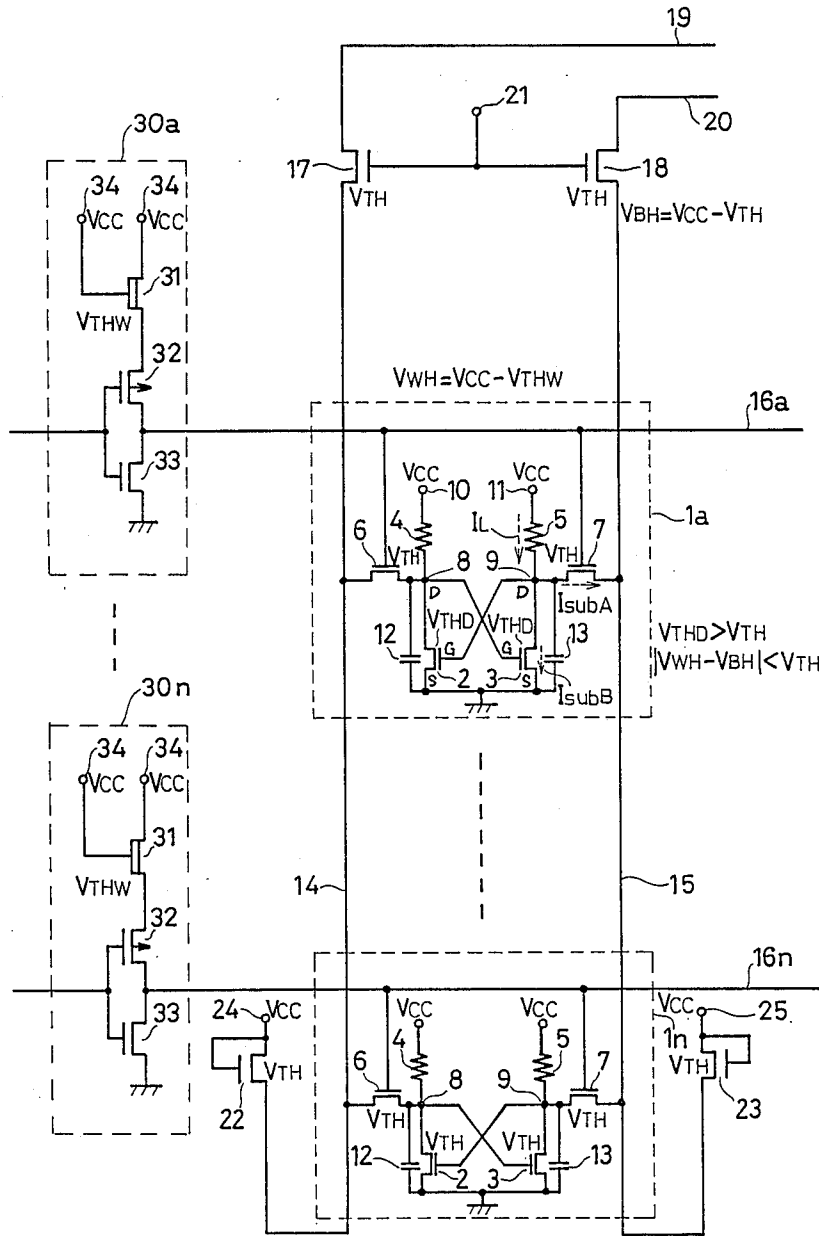 19
21
20
30a
17
18
VTH
VTH
VBH=VCC-VTH
34
34
VCC
VCC
31
VTHW
32
VWH=VCC-VTHW
16a
33
VCC
10
VCC
11
4
IL
5
6
7
1a
VTH
8
9
VTH
D
D
IsubA
VTHD
VTHD
12
G
G
13
S
2
3
S
IsubB
VTHD>VTH
|VWH-VBH|<VTH
30n
34
34
VCC
VCC
31
VTHW
14
15
32
16n
33
24
VCC
VCC
VCC
VCC
25
1n
4
5
6
8
9
7
VTH
22
VTH
VTH
VTH
23
VTH
VTH
12
2
3
13